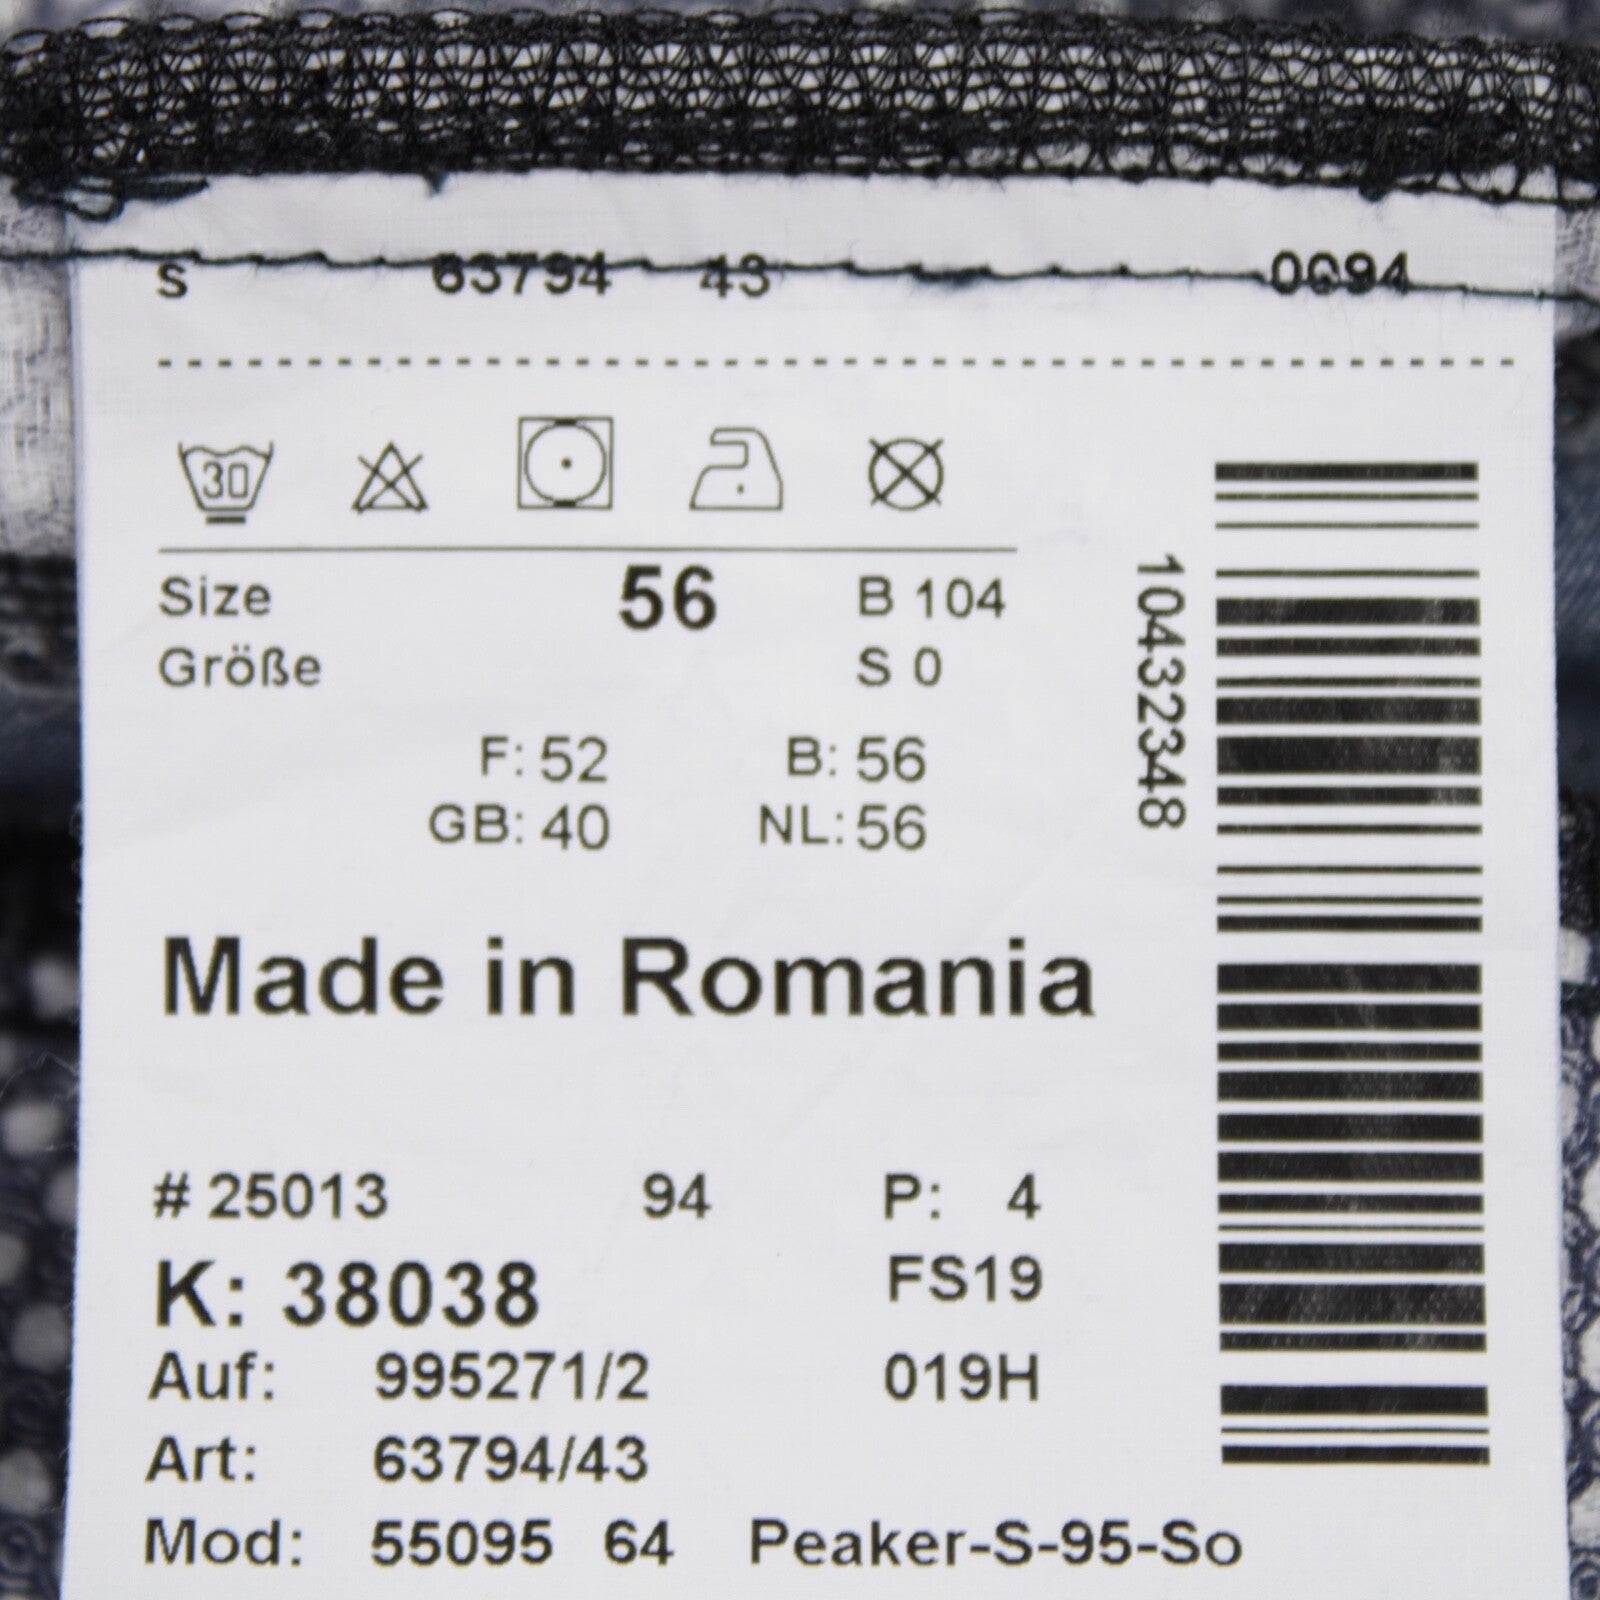 s 63794 43 0094
30
Size 56 B 104
Größe S 0
F: 52 B: 56
GB: 40 NL: 56
10432348
Made in Romania
# 25013 94 P: 4
K: 38038 FS19
Auf: 995271/2 019H
Art: 63794/43
Mod: 55095 64 Peaker-S-95-So